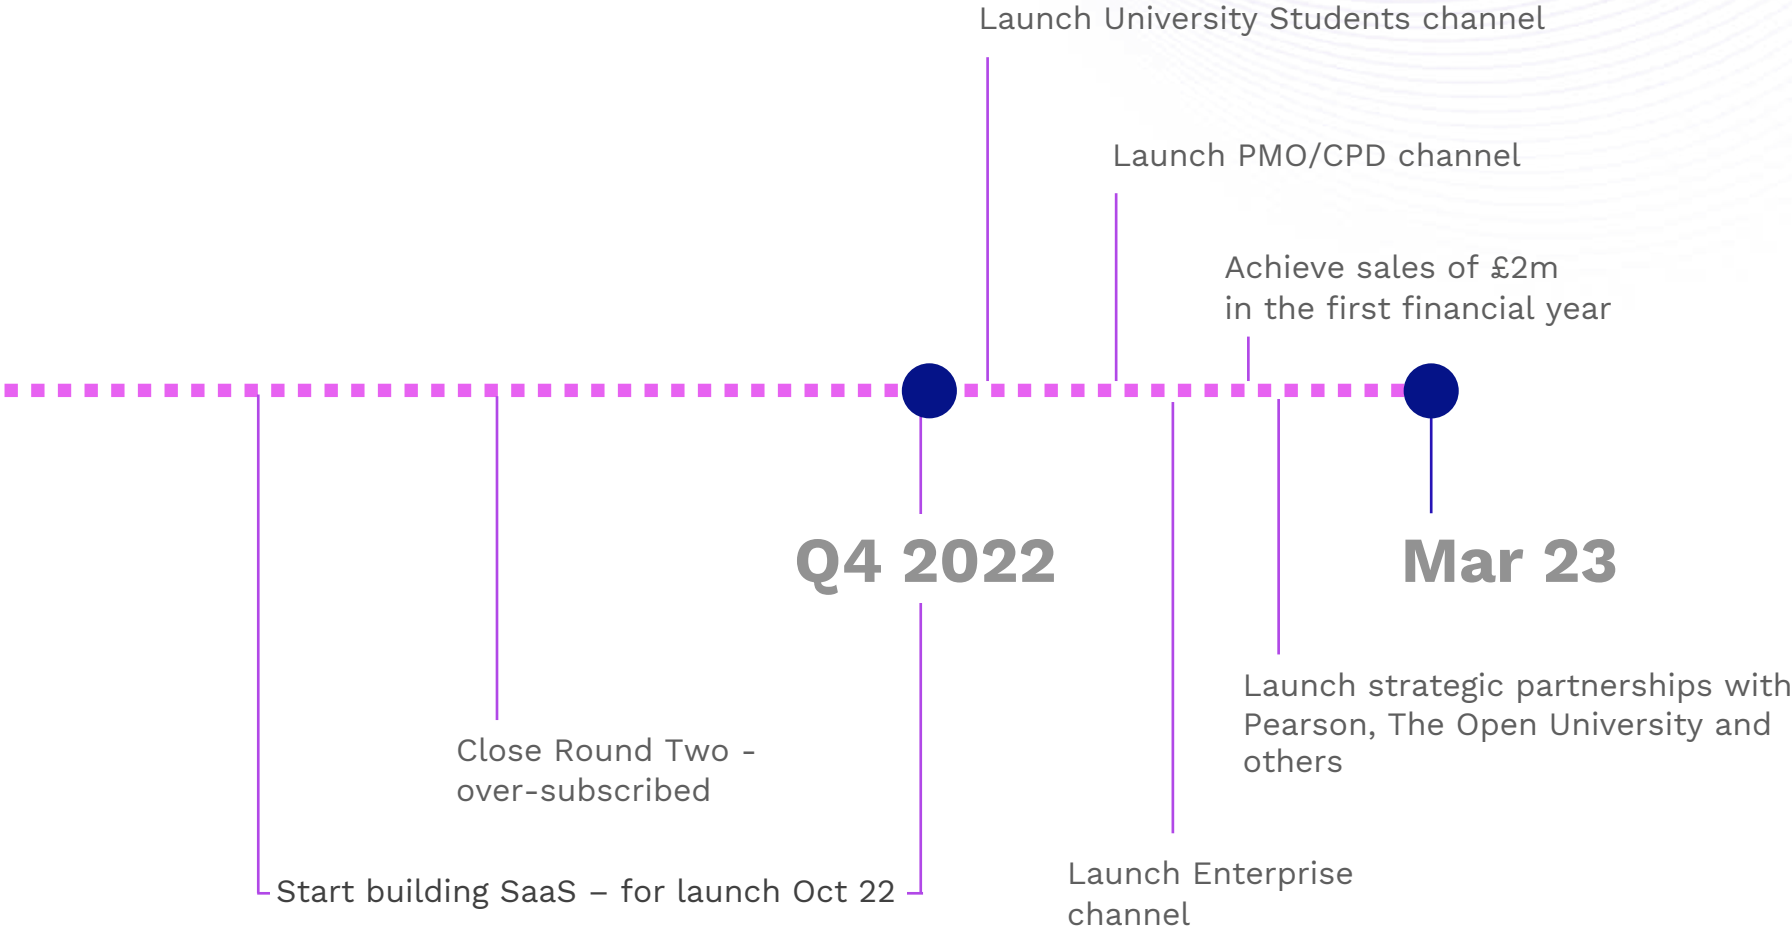 Launch University Students channel
Launch PMO/CPD channel
Achieve sales of £2m
in the first financial year
Q4 2022
Mar 23
Launch strategic partnerships with
Pearson, The Open University and
others
Close Round Two -
over-subscribed
Start building SaaS – for launch Oct 22
Launch Enterprise
channel